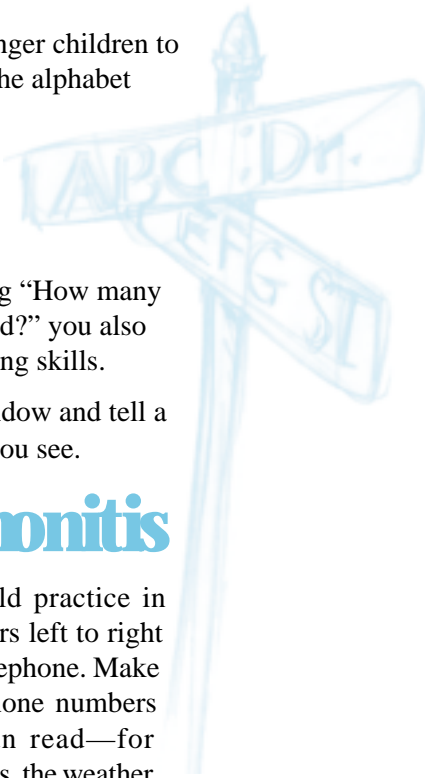 nger children to
he alphabet
ABC Dr.
EFG ST
g “How many
d?” you also
ng skills.
dow and tell a
ou see.
onitis
ld practice in
rs left to right
ephone. Make
one numbers
n read—for
s, the weather